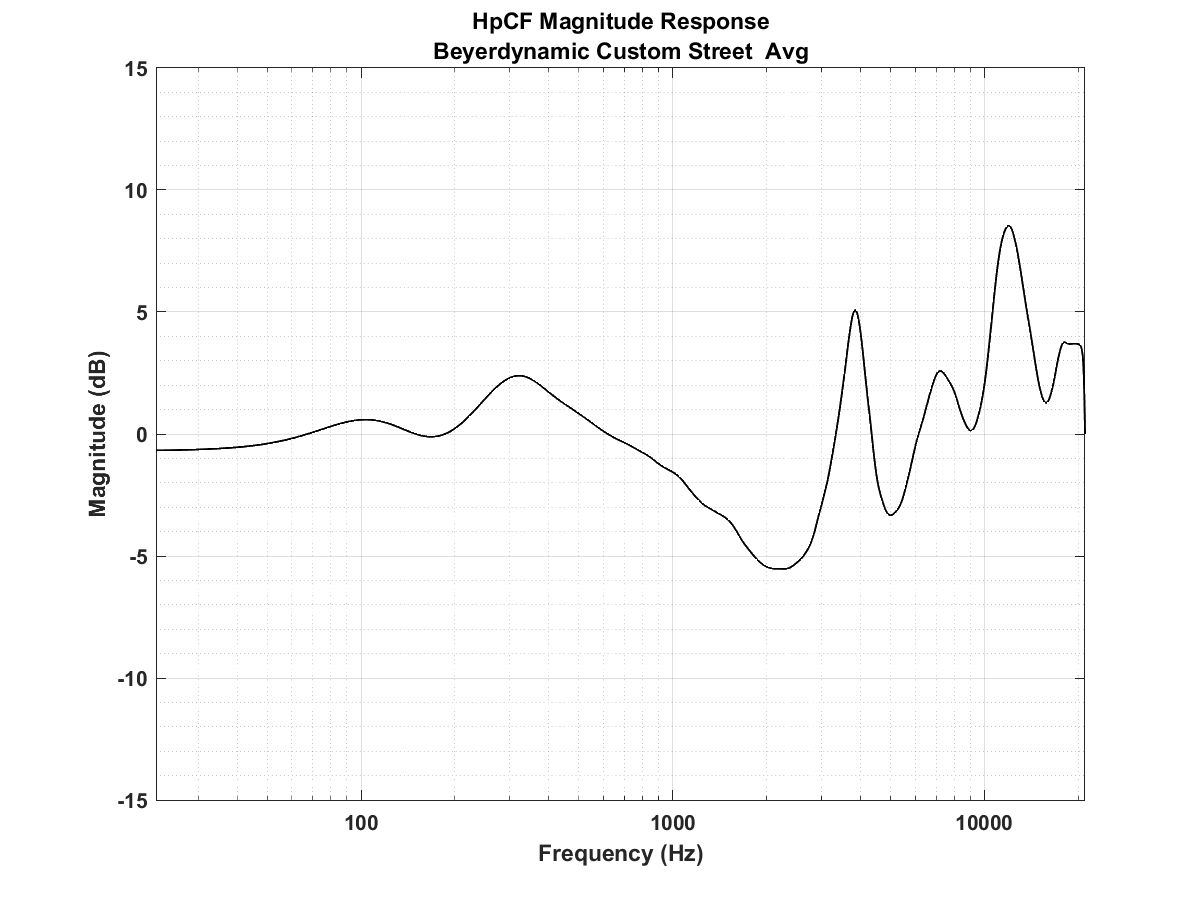 HpCF Magnitude Response
Beyerdynamic Custom Street  Avg
15
10
5
0
-5
-10
-15
Magnitude (dB)
100
1000
10000
Frequency (Hz)